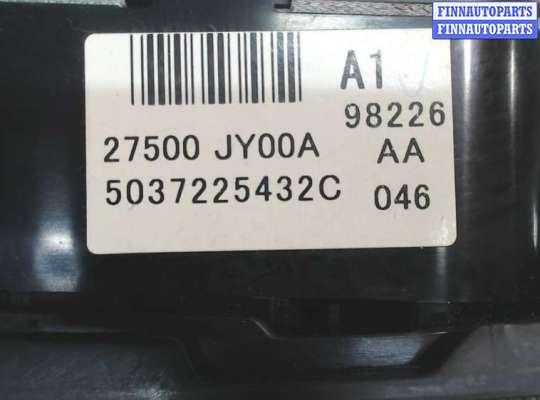 FINNAUTOPARTS
FINNAUTOPARTS
A1
98226
27500 JY00A AA
5037225432C 046